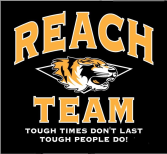 REACH
TEAM
TOUGH TIMES DON'T LAST
TOUGH PEOPLE DO!